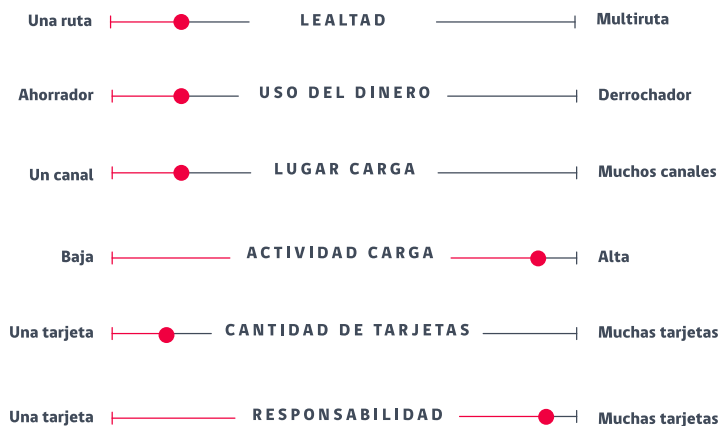 Una ruta LEALTAD Multiruta
Ahorrador USO DEL DINERO Derrochador
Un canal LUGAR CARGA Muchos canales
Baja ACTIVIDAD CARGA Alta
Una tarjeta CANTIDAD DE TARJETAS Muchas tarjetas
Una tarjeta RESPONSABILIDAD Muchas tarjetas